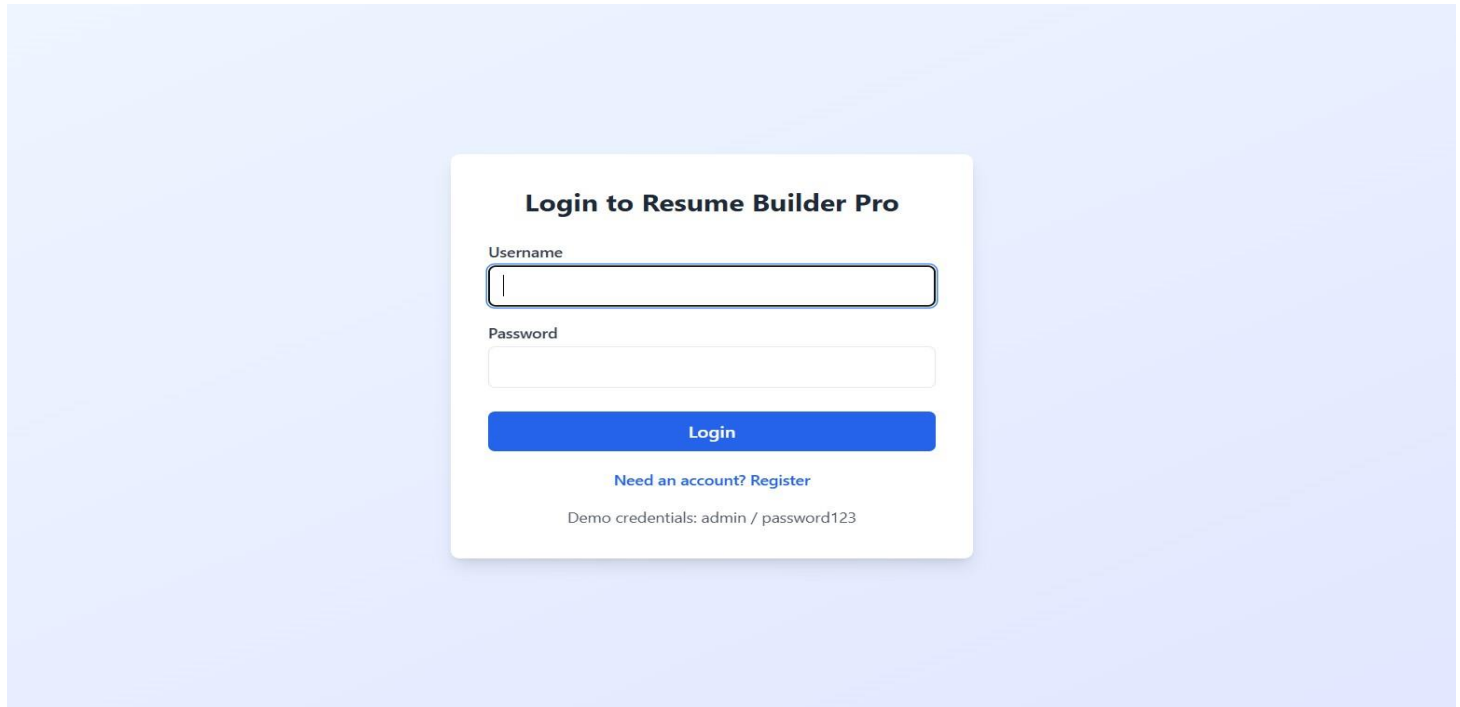 Login to Resume Builder Pro
Username
Password
Login
Need an account? Register
Demo credentials: admin / password123